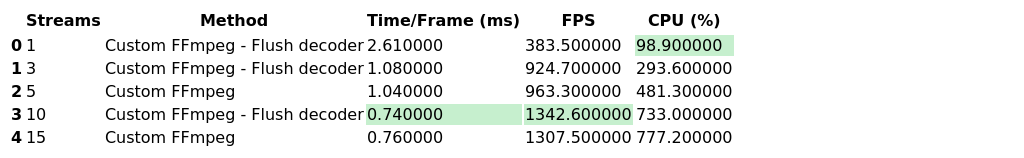 Streams Method Time/Frame (ms) FPS CPU (%)
0 1 Custom FFmpeg - Flush decoder 2.610000 383.500000 98.900000
1 3 Custom FFmpeg - Flush decoder 1.080000 924.700000 293.600000
2 5 Custom FFmpeg 1.040000 963.300000 481.300000
3 10 Custom FFmpeg - Flush decoder 0.740000 1342.600000 733.000000
4 15 Custom FFmpeg 0.760000 1307.500000 777.200000